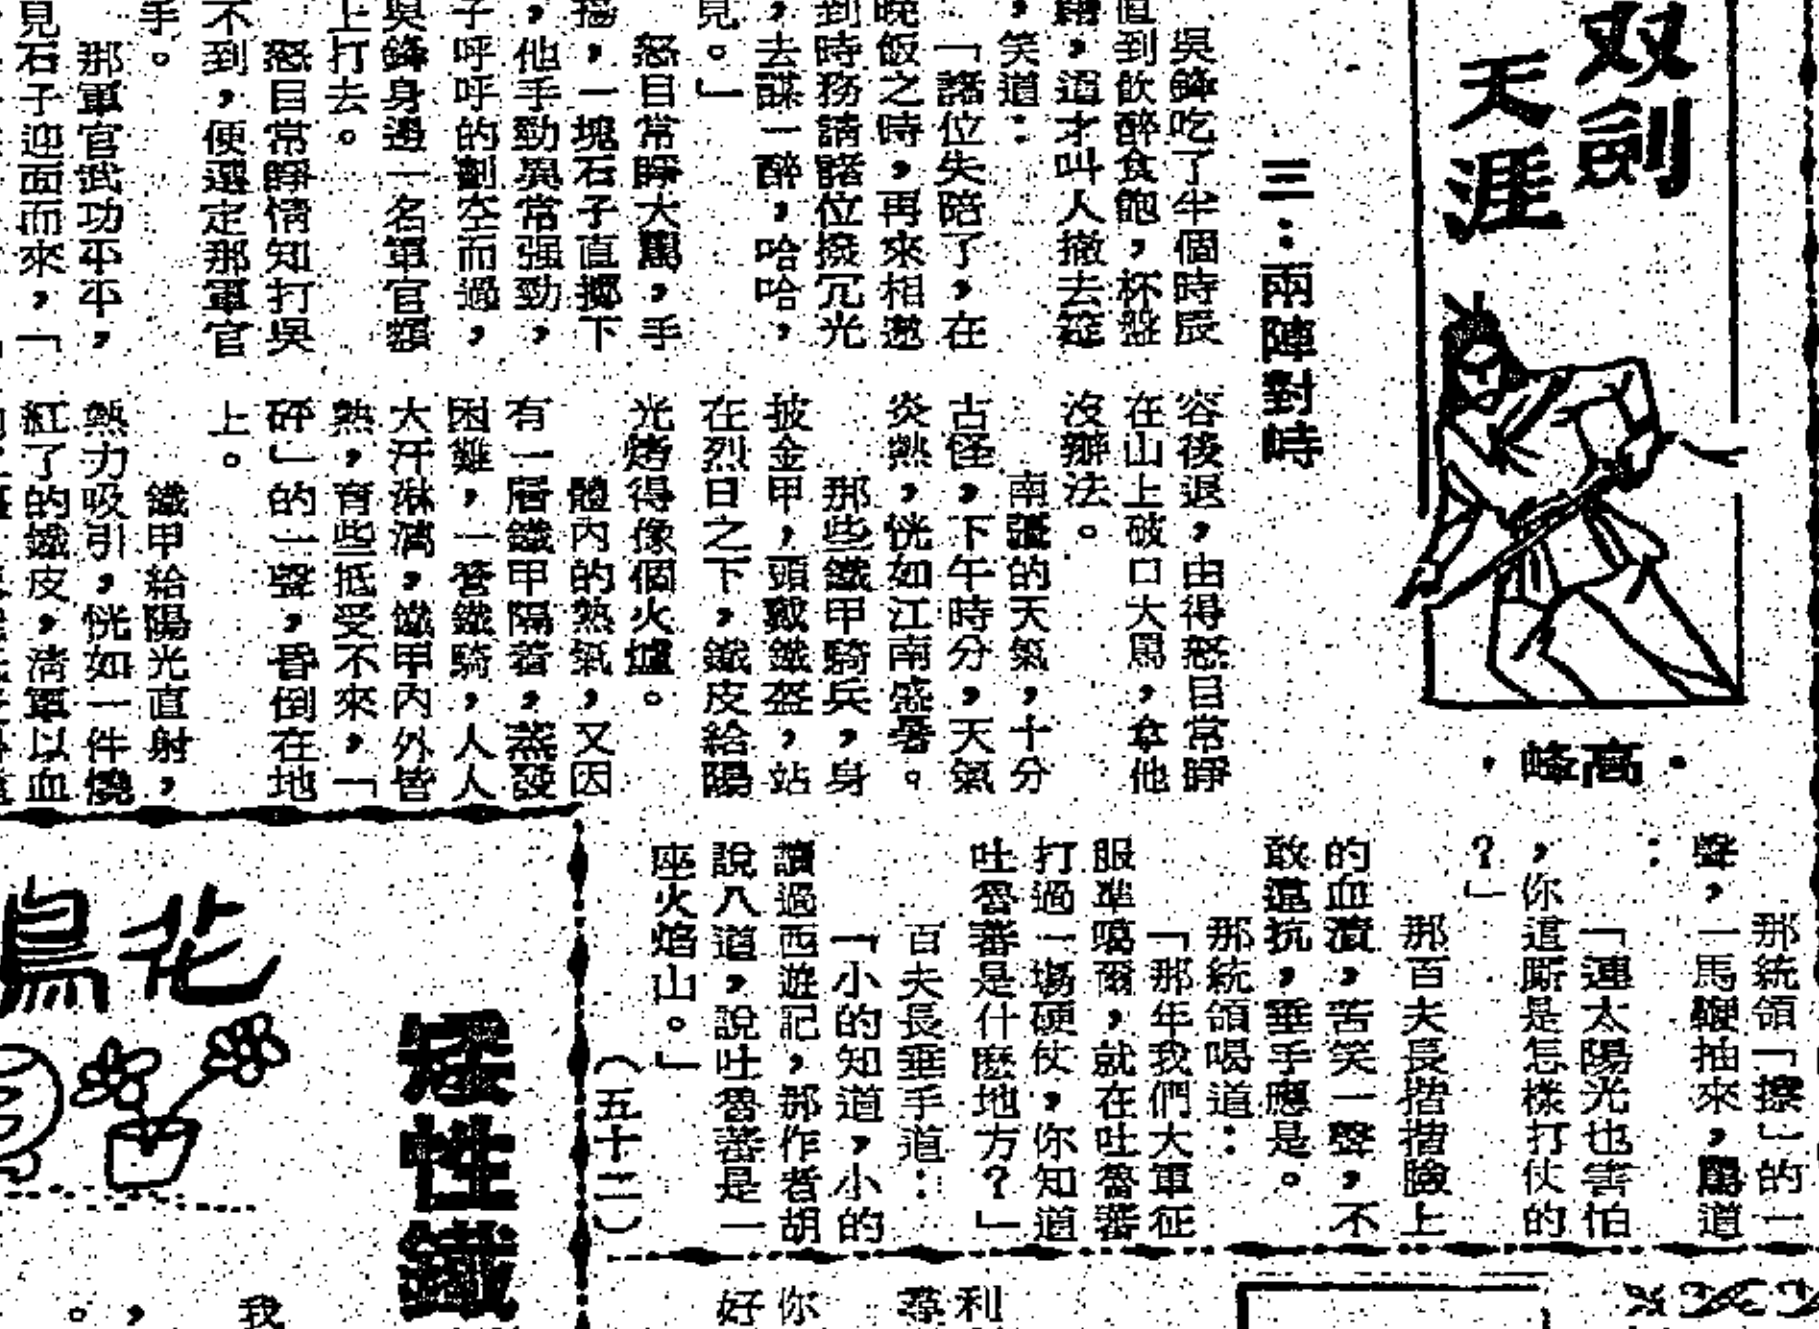 双劍
天涯
·高峰·
三：兩陣對時
吳鋒吃了半個時辰
直到飲醉食飽，杯盤
，這才叫人撤去筵
，笑道：
「諸位失陪了，在
晚飯之時，再來相邀
到時務請諸位撥冗光
，去謀一醉，哈哈，
見。」
怒目常睜大罵，手
揚，一塊石子直擲下
，他手勁異常强勁，
子呼呼的劃空而過，
與鋒身邊一名軍官額
上打去。
怒目常睜情知打吳
不到，便選定那軍官
手。
那軍官武功平平，
見石子迎面而來，「
容後退，由得怒目常睜
在山上破口大罵，拿他
沒辦法。
南疆的天氣，十分
古怪，下午時分，天氣
炎熱，恍如江南盛暑。
那些鐵甲騎兵，身
披金甲，頭戴鐵盔，站
在烈日之下，鐵皮給陽
光烤得像個火爐。
體內的熱氣，又因
有一層鐵甲隔著，蒸發
困難，一眾鐵騎，人人
大汗淋漓，鐵甲內外皆
熱，有些抵受不來，「
砰」的一聲，昏倒在地
上。
鐵甲給陽光直射，
熱力吸引，恍如一件燒
紅了的鐵皮，清軍以血
那統領「擦」的一
聲，一馬鞭抽來，罵道
：
「連太陽光也害怕
，你這厮是怎樣打仗的
？」
那百夫長揩揩臉上
的血漬，苦笑一聲，不
敢違抗，垂手應是。
那統領喝道：
「那年我們大軍征
服準噶爾，就在吐魯蕃
打過一場硬仗，你知道
吐魯蕃是什麼地方？」
百夫長垂手道：
「小的知道，小的
讀過西遊記，那作者胡
說八道，說吐魯蕃是一
座火焰山。」
（五十二）
花鳥
性鐵
利
尋
你
好
我
，
。